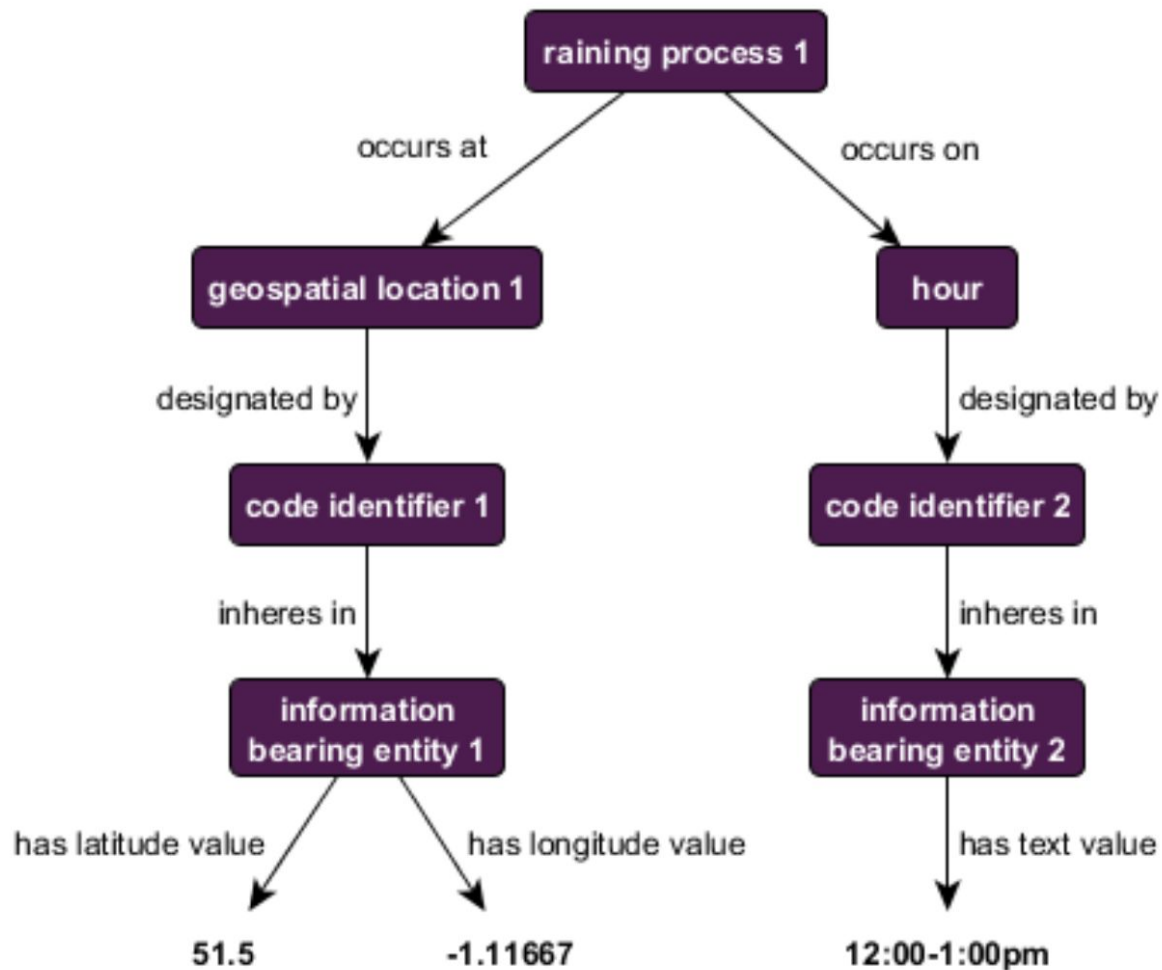 raining process 1
occurs at
occurs on
geospatial location 1
hour
designated by
designated by
code identifier 1
code identifier 2
inheres in
inheres in
information
bearing entity 1
information
bearing entity 2
has latitude value
has longitude value
has text value
51.5
-1.11667
12:00-1:00pm